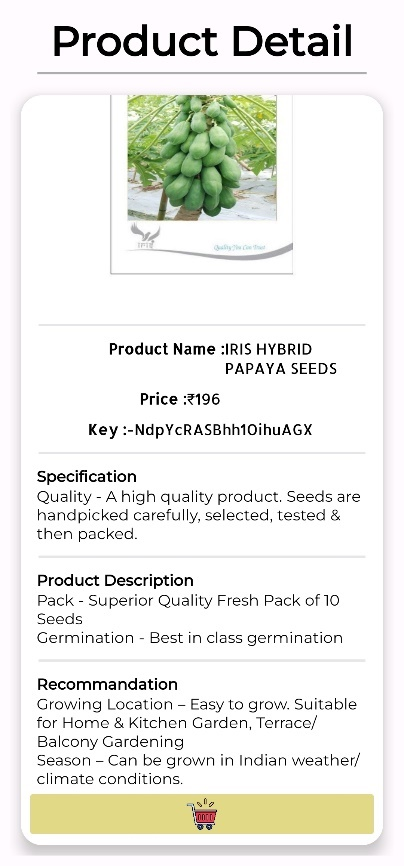 Product Detail
IRIS
Quality You Can Trust
Product Name :IRIS HYBRID
PAPAYA SEEDS
Price :₹196
Key :-NdpYcRASBhh1OihuAGX
Specification
Quality - A high quality product. Seeds are
handpicked carefully, selected, tested &
then packed.
Product Description
Pack - Superior Quality Fresh Pack of 10
Seeds
Germination - Best in class germination
Recommandation
Growing Location – Easy to grow. Suitable
for Home & Kitchen Garden, Terrace/
Balcony Gardening
Season – Can be grown in Indian weather/
climate conditions.